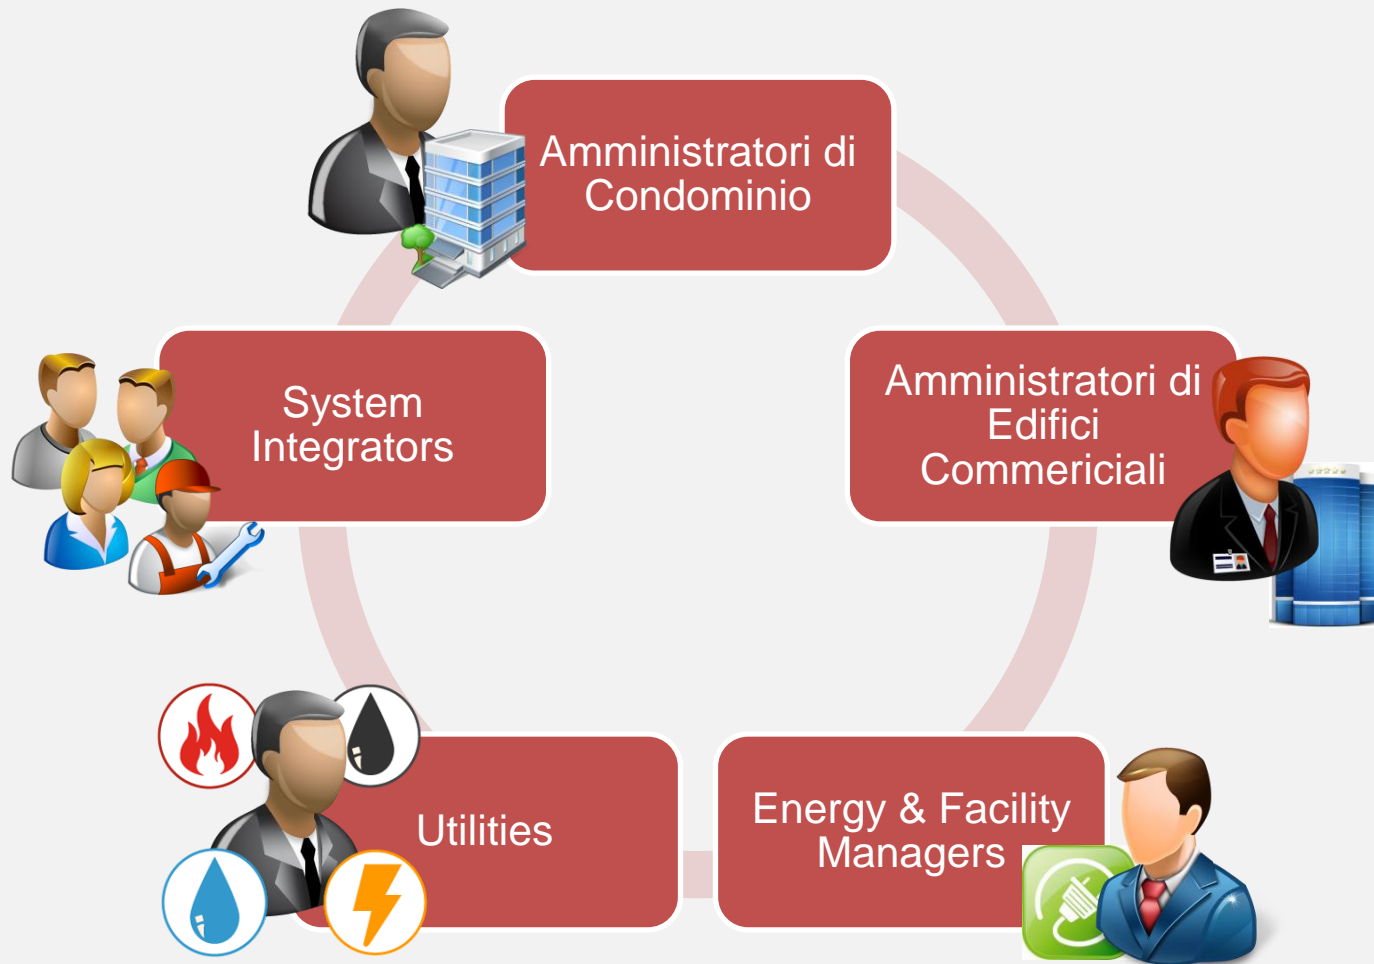 Amministratori di
Condominio
Amministratori di
Edifici
Commericiali
Energy & Facility
Managers
Utilities
System
Integrators